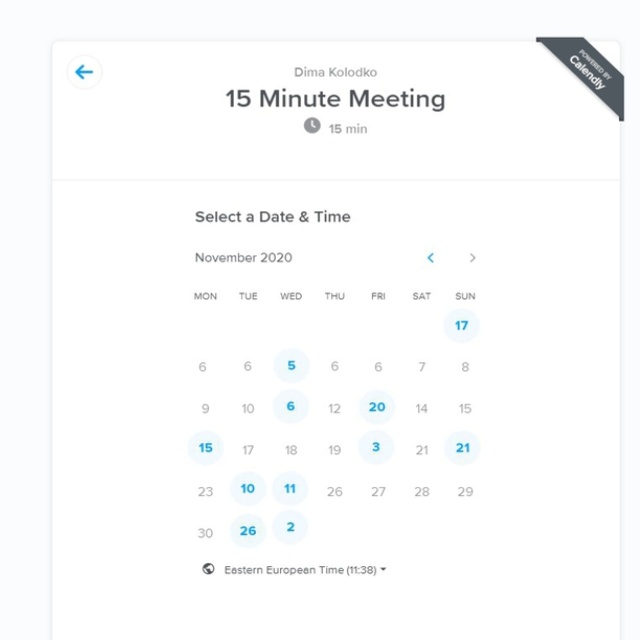 POWERED BY
Calendly
Dima Kolodko
15 Minute Meeting
15 min
Select a Date & Time
November 2020
MON TUE WED THU FRI SAT SUN
17
6 6 5 6 6 7 8
9 10 6 12 20 14 15
15 17 18 19 3 21 21
23 10 11 26 27 28 29
30 26 2
Eastern European Time (11:38)